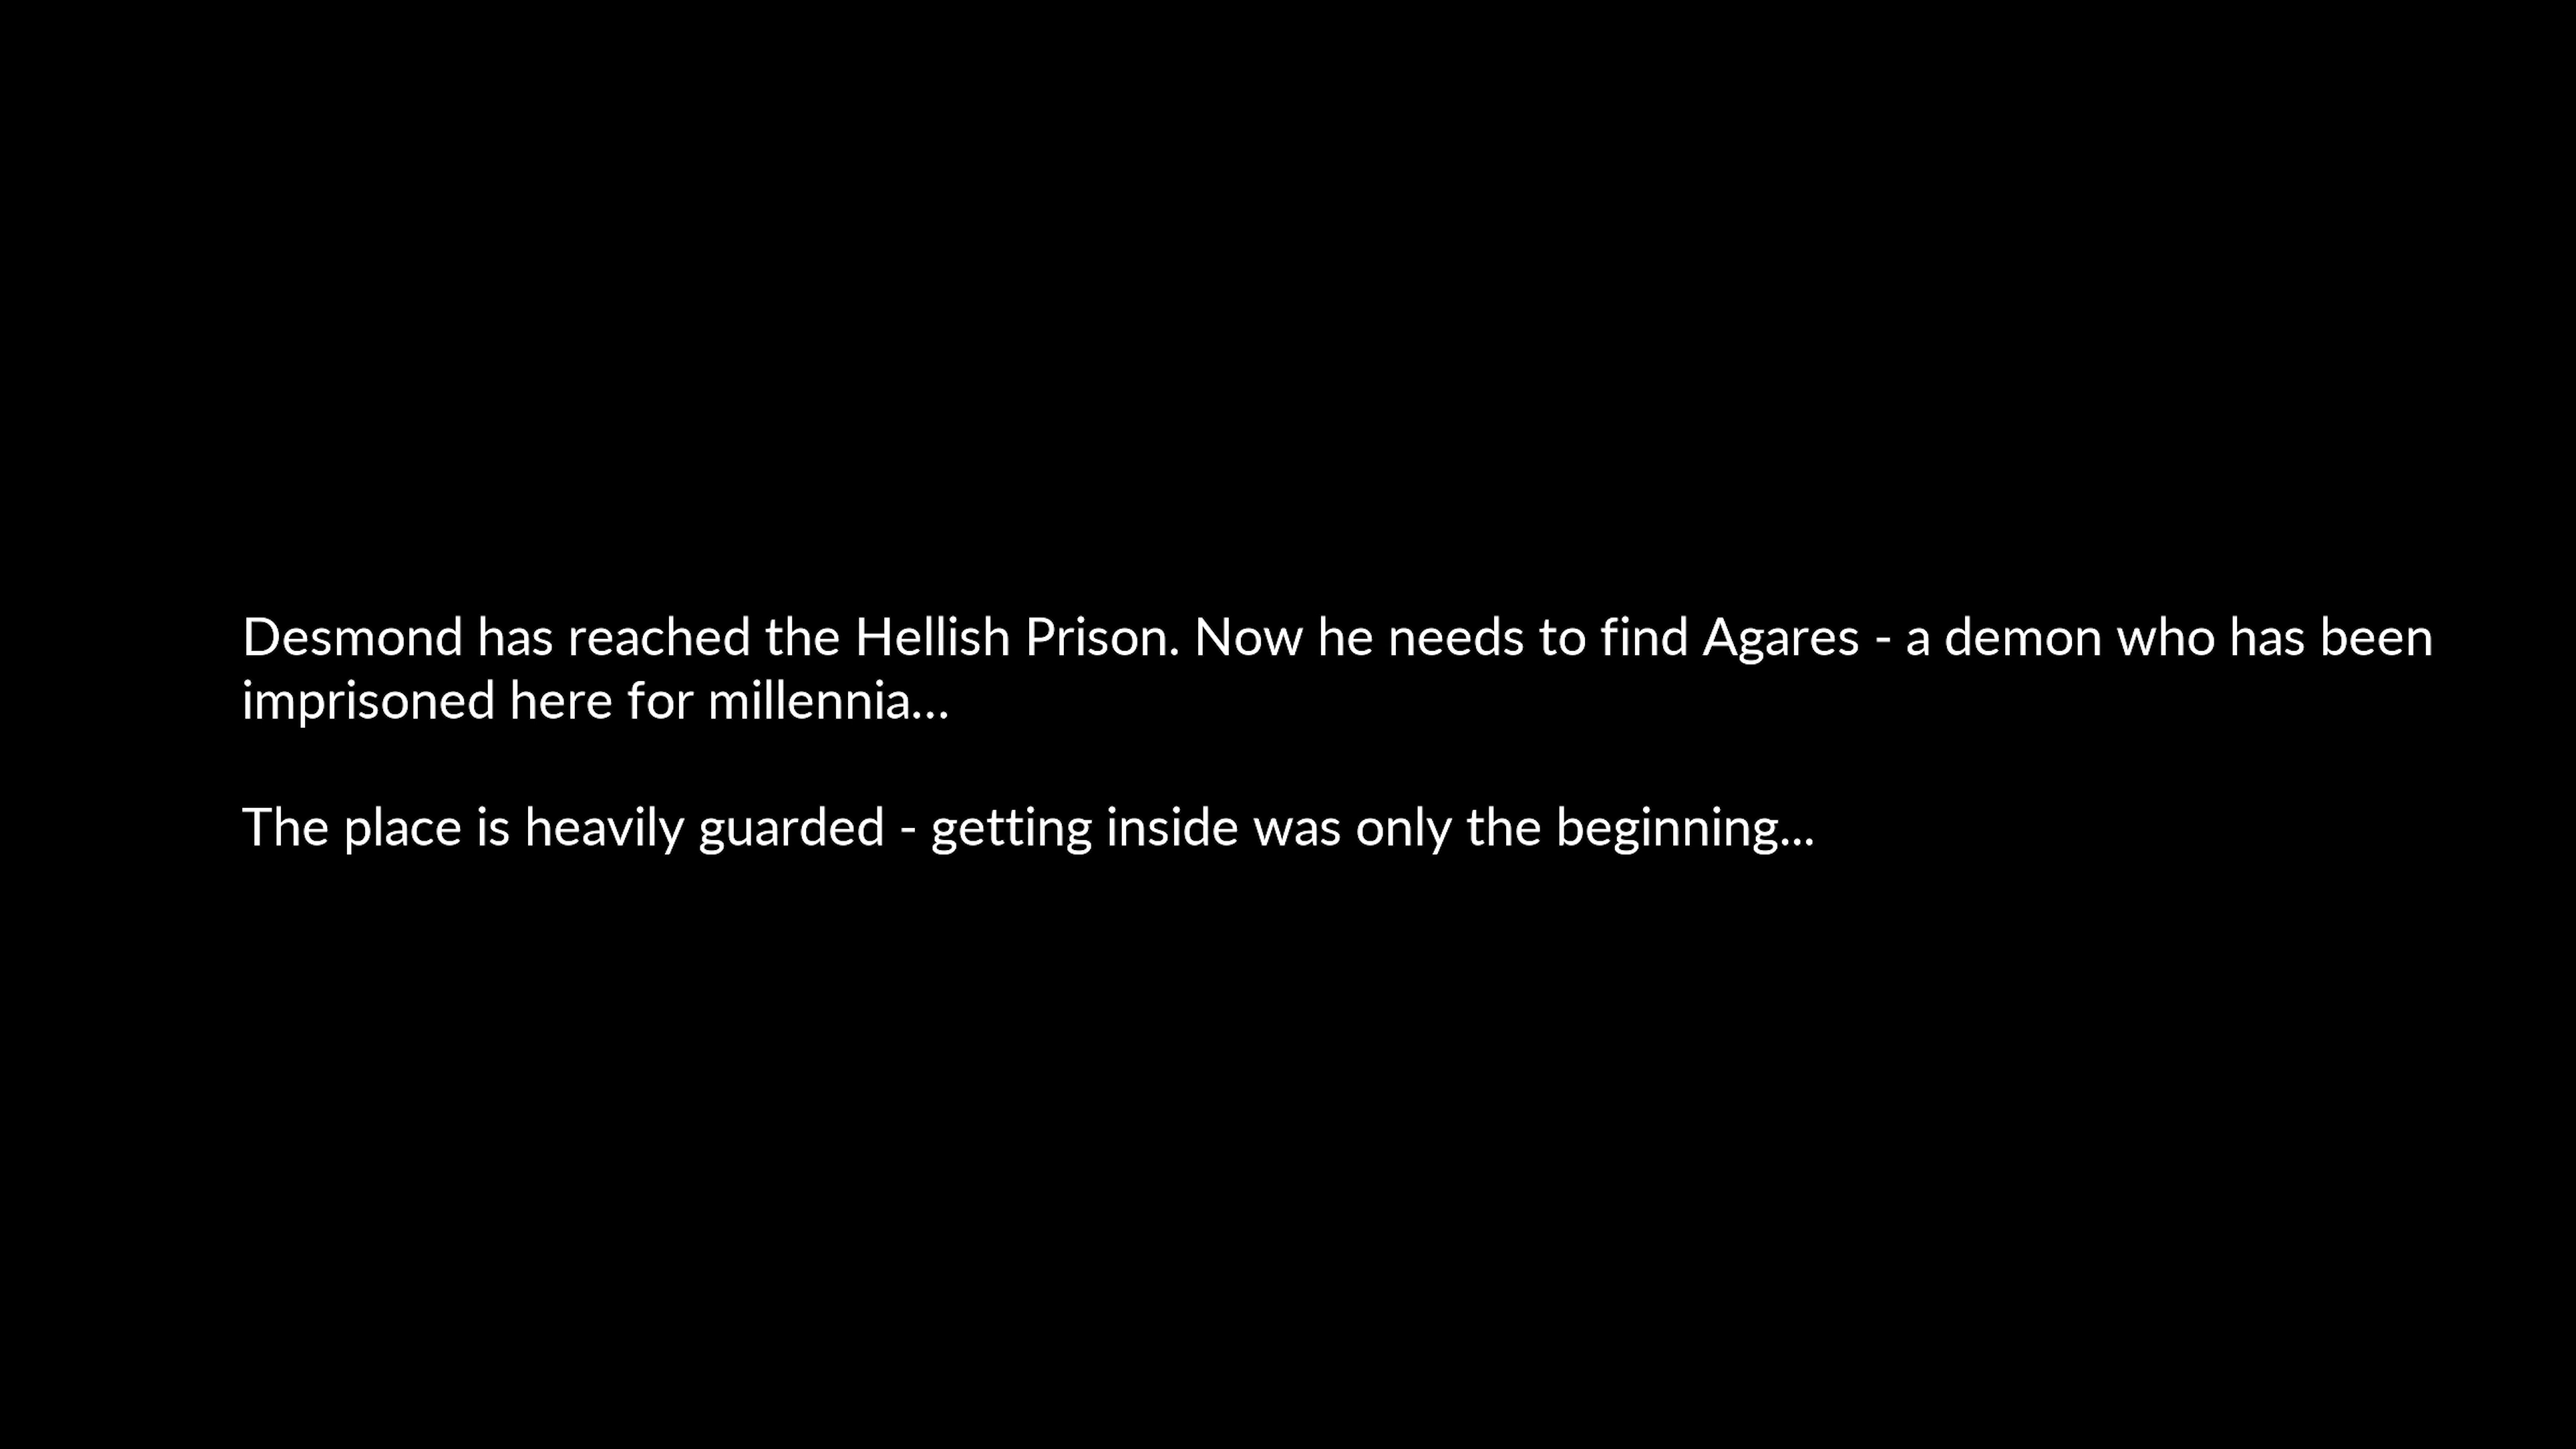 Desmond has reached the Hellish Prison. Now he needs to find Agares - a demon who has been
imprisoned here for millennia...
The place is heavily guarded - getting inside was only the beginning...